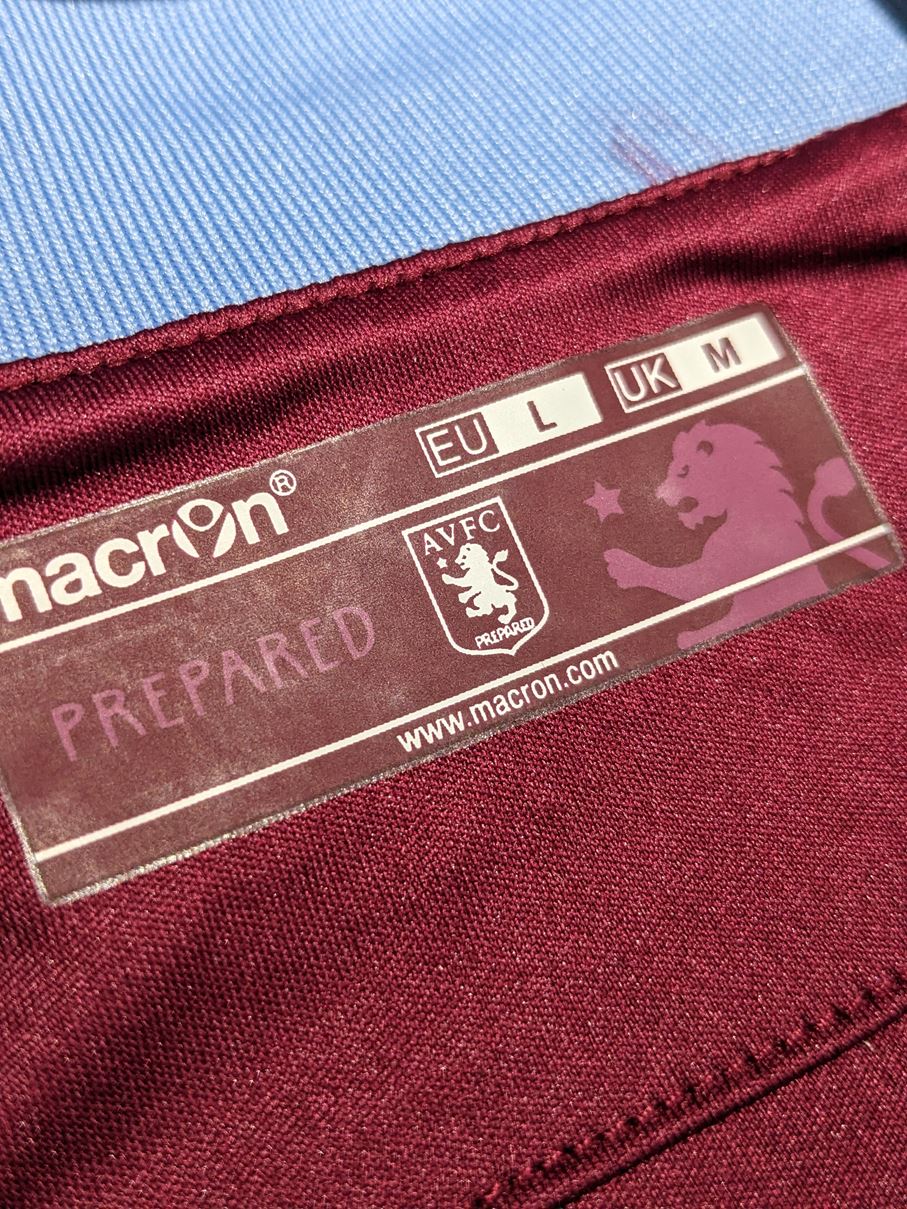 EU L UK M
macron®
AVFC
PREPARED
PREPARED
www.macron.com